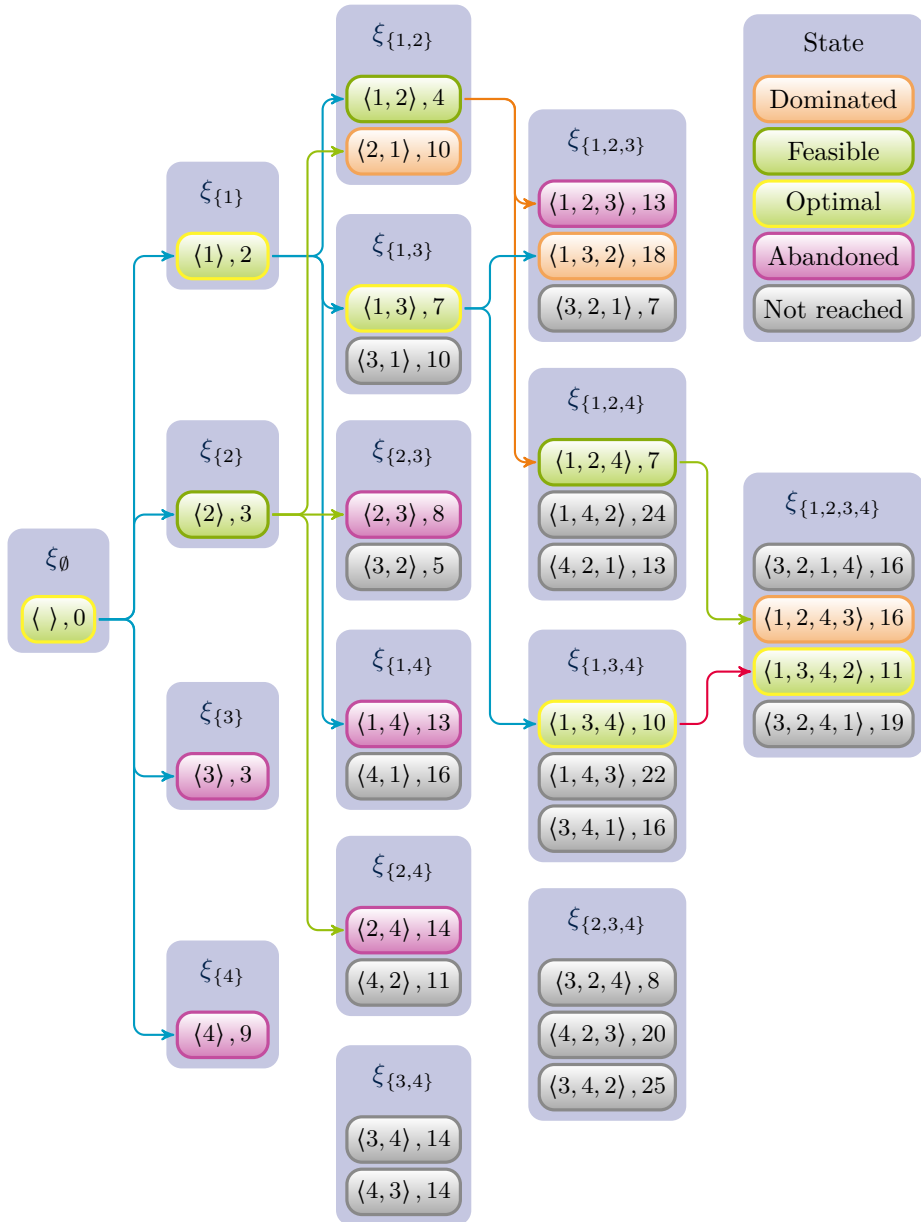 ξ∅
⟨ ⟩, 0
ξ{1}
⟨1⟩, 2
ξ{2}
⟨2⟩, 3
ξ{3}
⟨3⟩, 3
ξ{4}
⟨4⟩, 9
ξ{1,2}
⟨1, 2⟩, 4
⟨2, 1⟩, 10
ξ{1,3}
⟨1, 3⟩, 7
⟨3, 1⟩, 10
ξ{2,3}
⟨2, 3⟩, 8
⟨3, 2⟩, 5
ξ{1,4}
⟨1, 4⟩, 13
⟨4, 1⟩, 16
ξ{2,4}
⟨2, 4⟩, 14
⟨4, 2⟩, 11
ξ{3,4}
⟨3, 4⟩, 14
⟨4, 3⟩, 14
ξ{1,2,3}
⟨1, 2, 3⟩, 13
⟨1, 3, 2⟩, 18
⟨3, 2, 1⟩, 7
ξ{1,2,4}
⟨1, 2, 4⟩, 7
⟨1, 4, 2⟩, 24
⟨4, 2, 1⟩, 13
ξ{1,3,4}
⟨1, 3, 4⟩, 10
⟨1, 4, 3⟩, 22
⟨3, 4, 1⟩, 16
ξ{2,3,4}
⟨3, 2, 4⟩, 8
⟨4, 2, 3⟩, 20
⟨3, 4, 2⟩, 25
ξ{1,2,3,4}
⟨3, 2, 1, 4⟩, 16
⟨1, 2, 4, 3⟩, 16
⟨1, 3, 4, 2⟩, 11
⟨3, 2, 4, 1⟩, 19
State
Dominated
Feasible
Optimal
Abandoned
Not reached